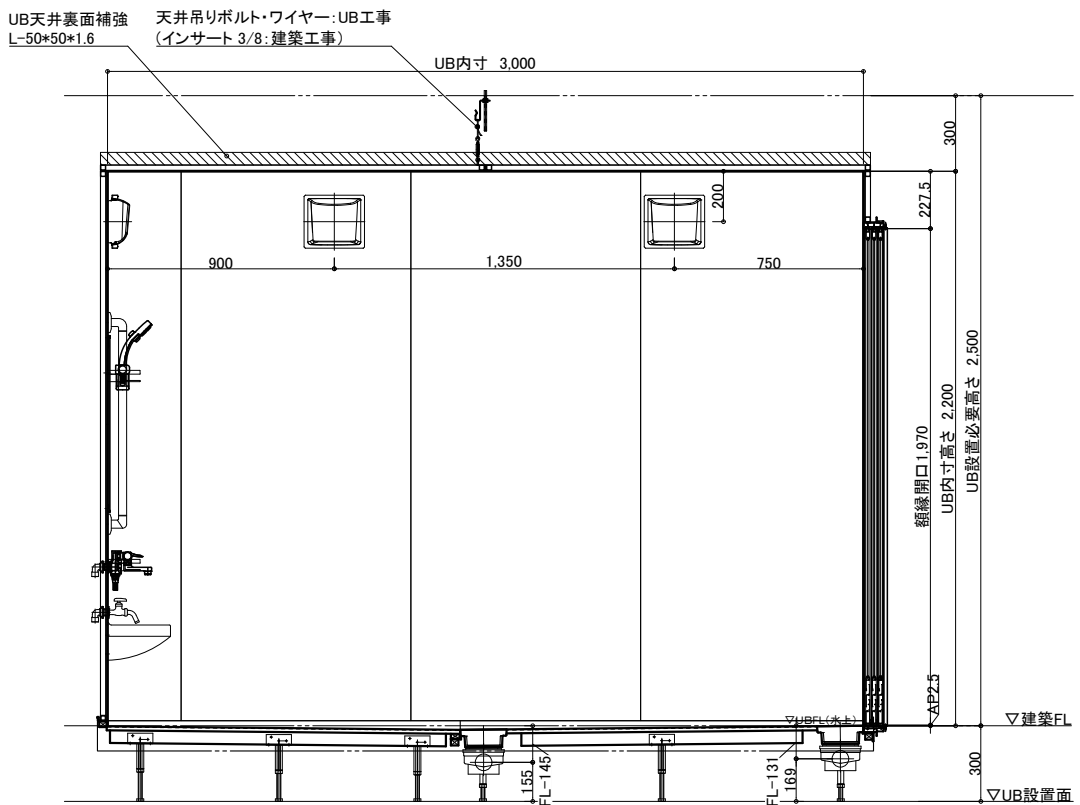 UB天井裏面補強
L-50*50*1.6
天井吊りボルト・ワイヤー:UB工事
(インサート 3/8:建築工事)
UB内寸 3,000
300
200
227.5
900
1,350
750
額縁開口1,970
UB内寸高さ 2,200
UB設置必要高さ 2,500
AP2.5
▽UBFL(水上)
▽建築FL
155
FL-145
FL-131
169
300
▽UB設置面